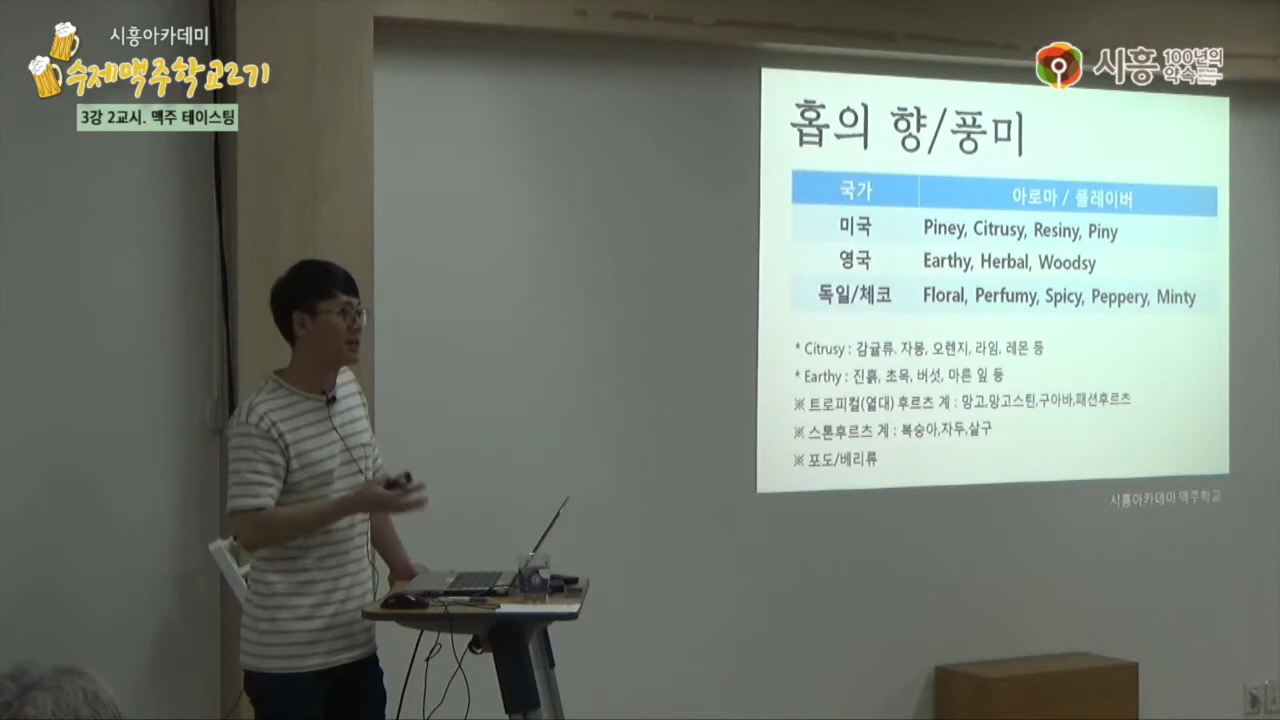 시흥아카데미
수제맥주학교2기
3강 2교시. 맥주 테이스팅
시흥 100년의 약속
홉의 향/풍미
국가 아로마 / 플레이버
미국 Piney, Citrusy, Resiny, Piny
영국 Earthy, Herbal, Woodsy
독일/체코 Floral, Perfumy, Spicy, Peppery, Minty
* Citrusy : 감귤류. 자몽, 오렌지, 라임, 레몬 등
* Earthy : 진흙, 초목, 버섯, 마른 잎 등
※ 트로피컬(열대) 후르츠 계 : 망고,망고스틴,구아바,패션후르츠
※ 스톤후르츠 계 : 복숭아,자두,살구
※ 포도/베리류
시흥아카데미 맥주학교